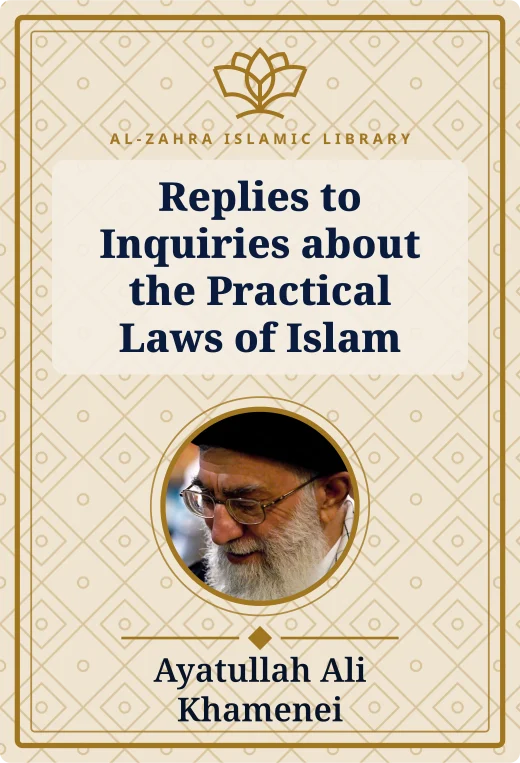 AL-ZAHRA ISLAMIC LIBRARY
Replies to
Inquiries about
the Practical
Laws of Islam
Ayatullah Ali
Khamenei